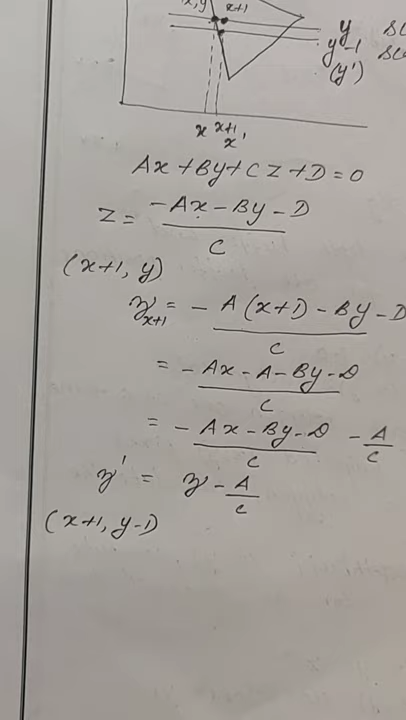 x, y x+1
y
y-1
(y')
x x+1
x'
Ax + By + CZ + D = 0
Z = -Ax - By - D / C
(x+1, y)
z x+1 = - A (x+1) - By - D / C
= - Ax - A - By - D / C
= - Ax - By - D / C - A/C
z' = z - A/C
(x+1, y-1)